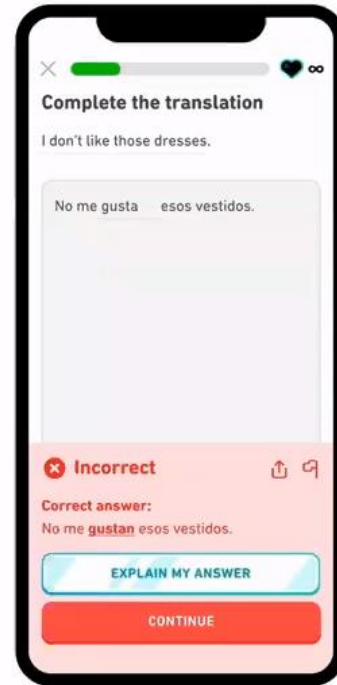 ∞
Complete the translation
I don't like those dresses.
No me gusta esos vestidos.
Incorrect
Correct answer:
No me gustan esos vestidos.
EXPLAIN MY ANSWER
CONTINUE